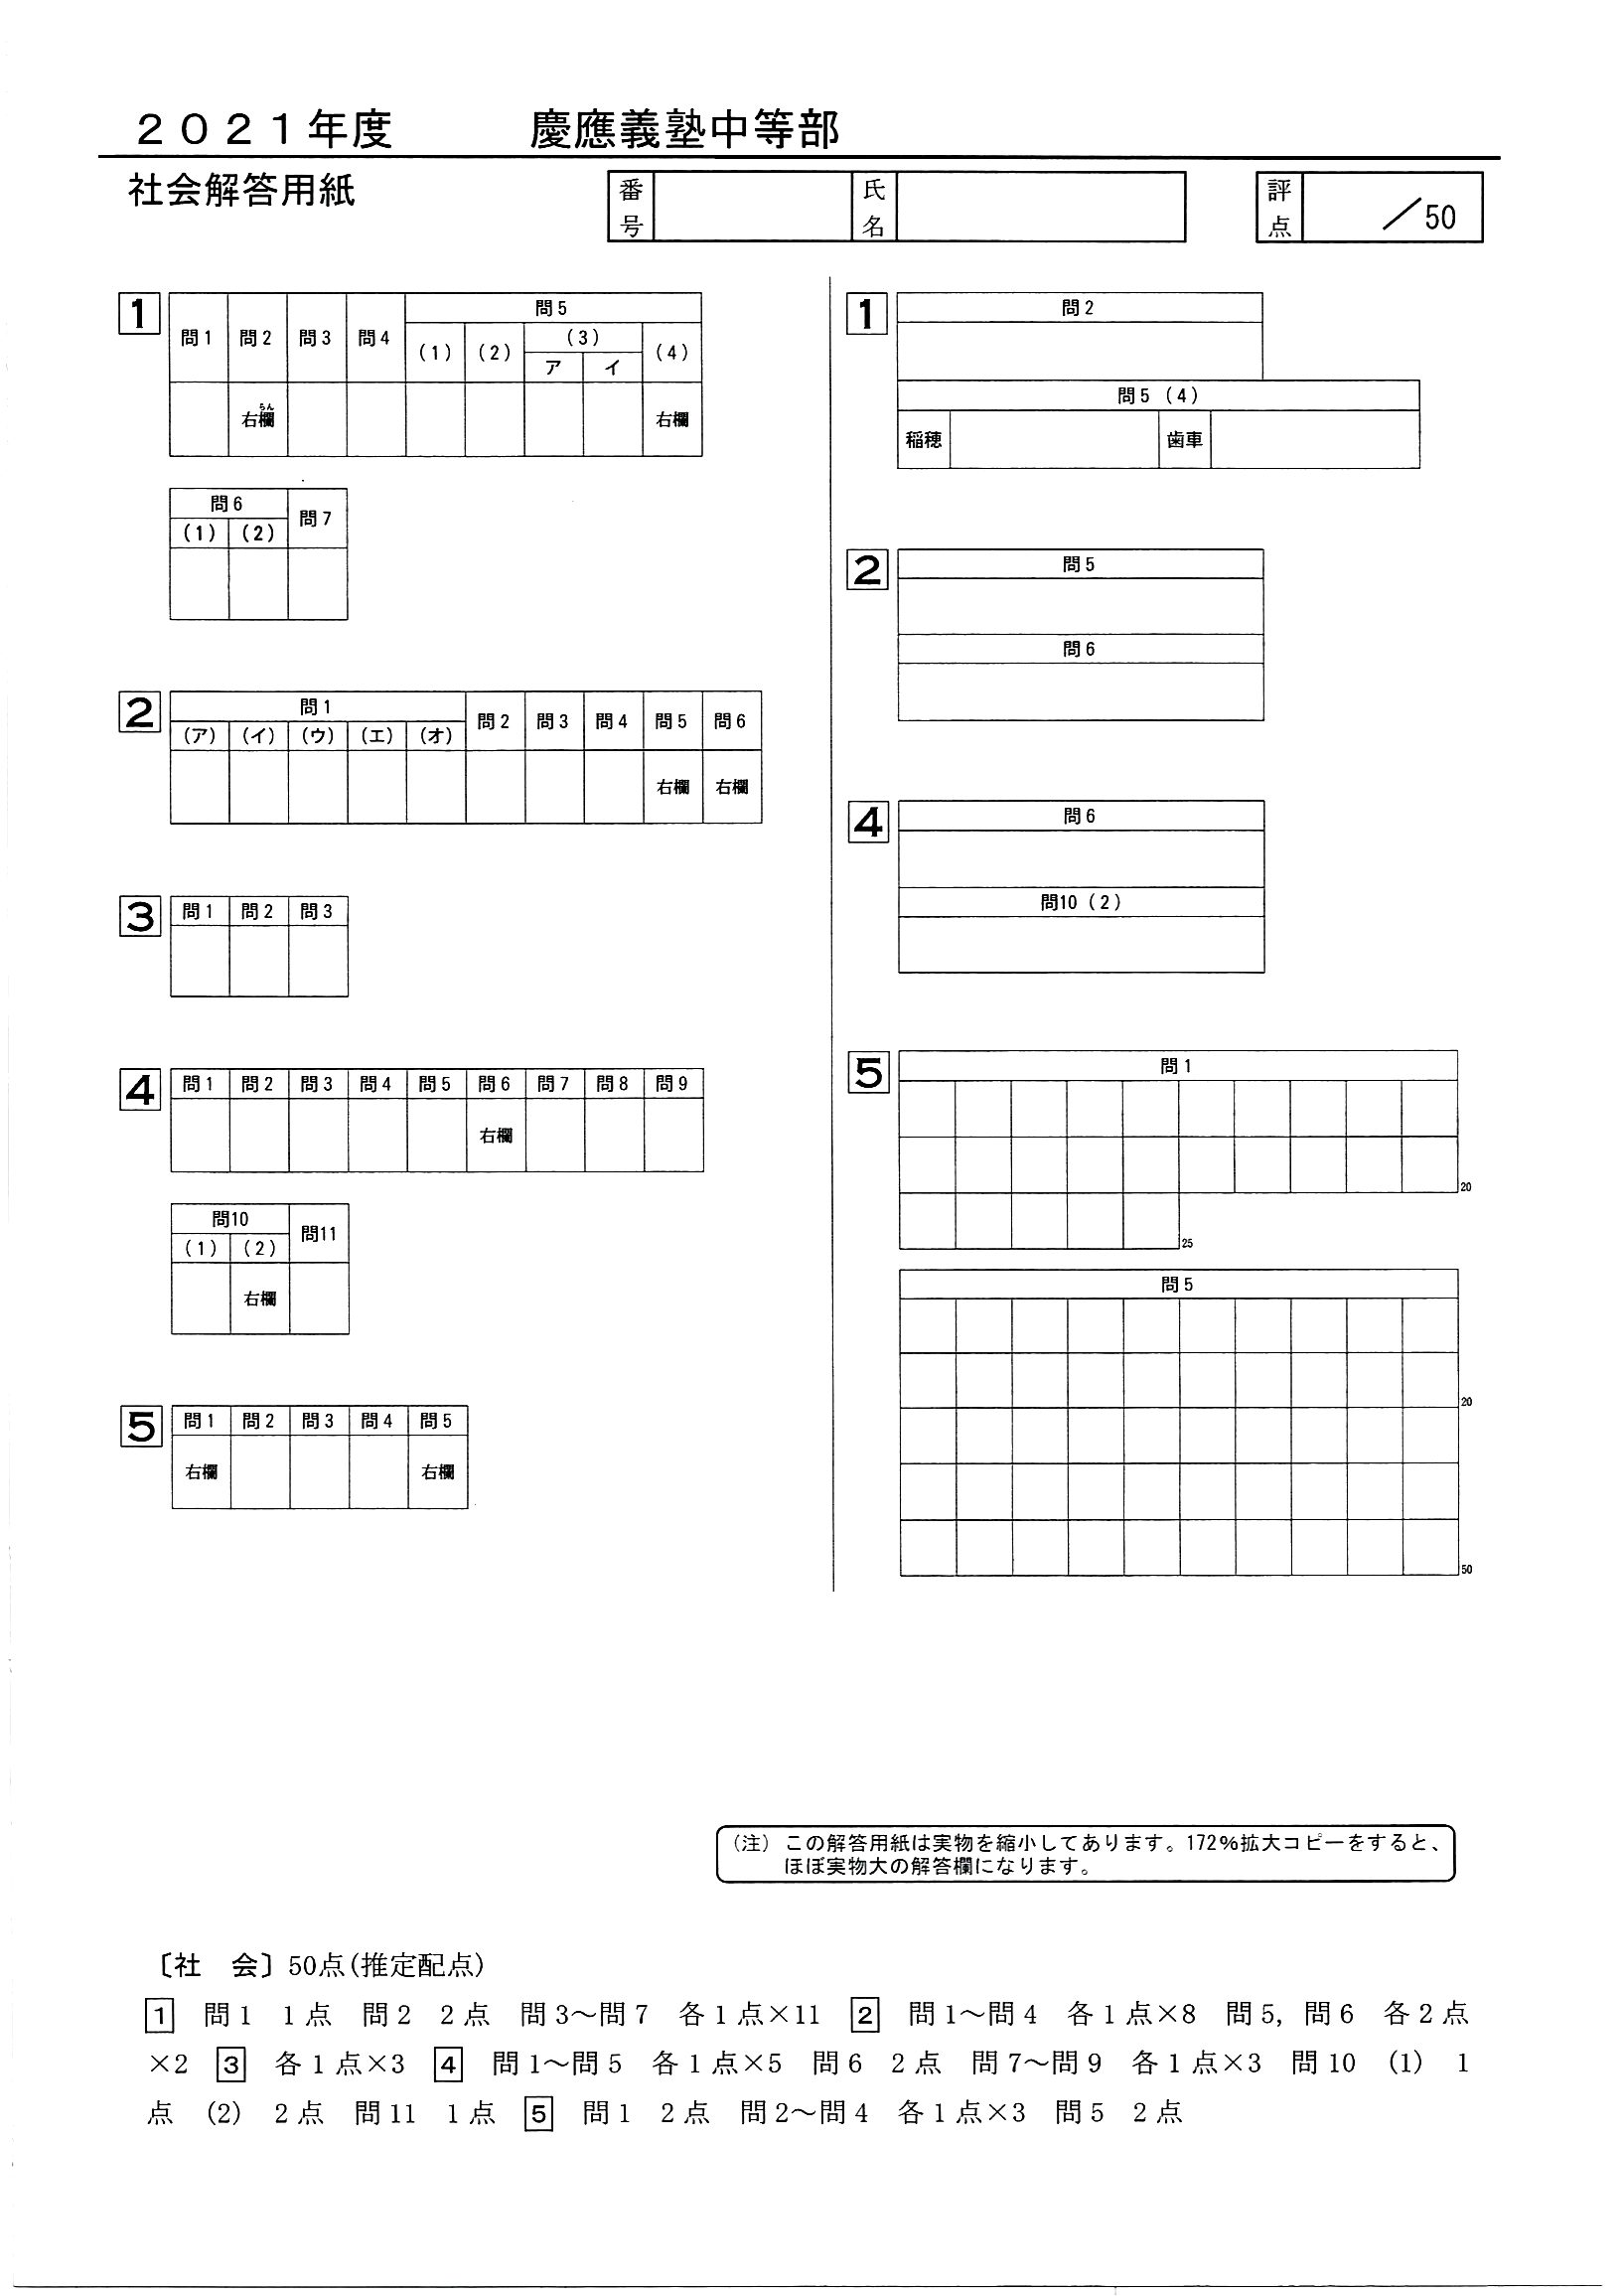 ２０２１年度　慶應義塾中等部
社会解答用紙
番号
氏名
評点
／50
1
問1 問2 問3 問4 問5
(1) (2) (3) (4)
ア イ
右欄 右欄
らん
問6 問7
(1) (2)
2
問1 問2 問3 問4 問5 問6
(ア) (イ) (ウ) (エ) (オ)
右欄 右欄
3
問1 問2 問3
4
問1 問2 問3 問4 問5 問6 問7 問8 問9
右欄
問10 問11
(1) (2)
右欄
5
問1 問2 問3 問4 問5
右欄 右欄
1
問2
問5 (4)
稲穂 歯車
2
問5
問6
4
問6
問10 (2)
5
問1
20
25
問5
20
50
(注) この解答用紙は実物を縮小してあります。172％拡大コピーをすると、
ほぼ実物大の解答欄になります。
〔社　会〕50点(推定配点)
1　問1　1点　問2　2点　問3～問7　各1点×11　2　問1～問4　各1点×8　問5, 問6　各2点
×2　3　各1点×3　4　問1～問5　各1点×5　問6　2点　問7～問9　各1点×3　問10　(1)　1
点　(2)　2点　問11　1点　5　問1　2点　問2～問4　各1点×3　問5　2点